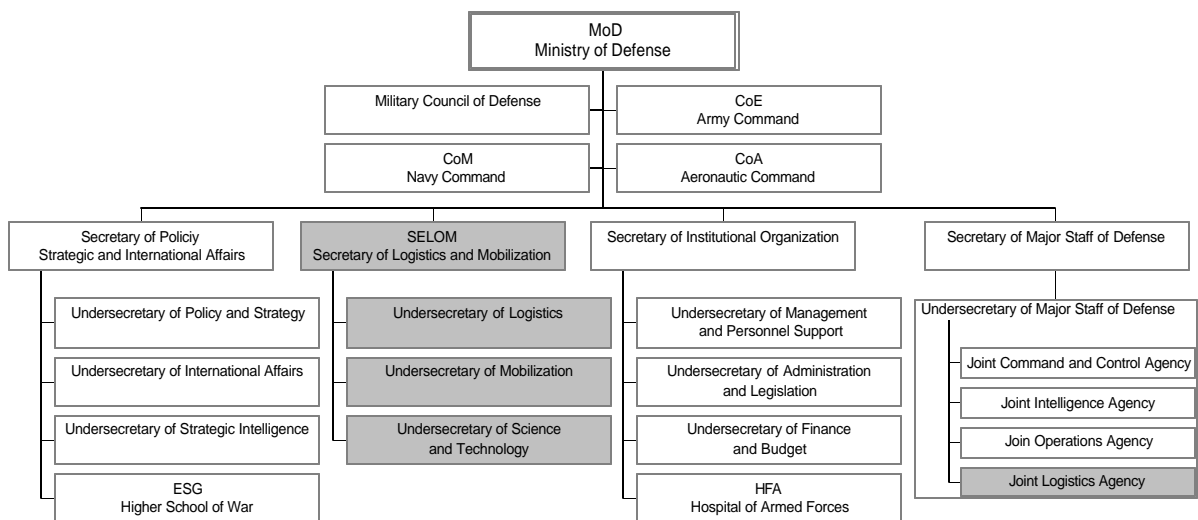 MoD
Ministry of Defense
Military Council of Defense
CoE
Army Command
CoM
Navy Command
CoA
Aeronautic Command
Secretary of Policiy
Strategic and International Affairs
SELOM
Secretary of Logistics and Mobilization
Secretary of Institutional Organization
Secretary of Major Staff of Defense
Undersecretary of Policy and Strategy
Undersecretary of International Affairs
Undersecretary of Strategic Intelligence
ESG
Higher School of War
Undersecretary of Logistics
Undersecretary of Mobilization
Undersecretary of Science
and Technology
Undersecretary of Management
and Personnel Support
Undersecretary of Administration
and Legislation
Undersecretary of Finance
and Budget
HFA
Hospital of Armed Forces
Undersecretary of Major Staff of Defense
Joint Command and Control Agency
Joint Intelligence Agency
Join Operations Agency
Joint Logistics Agency